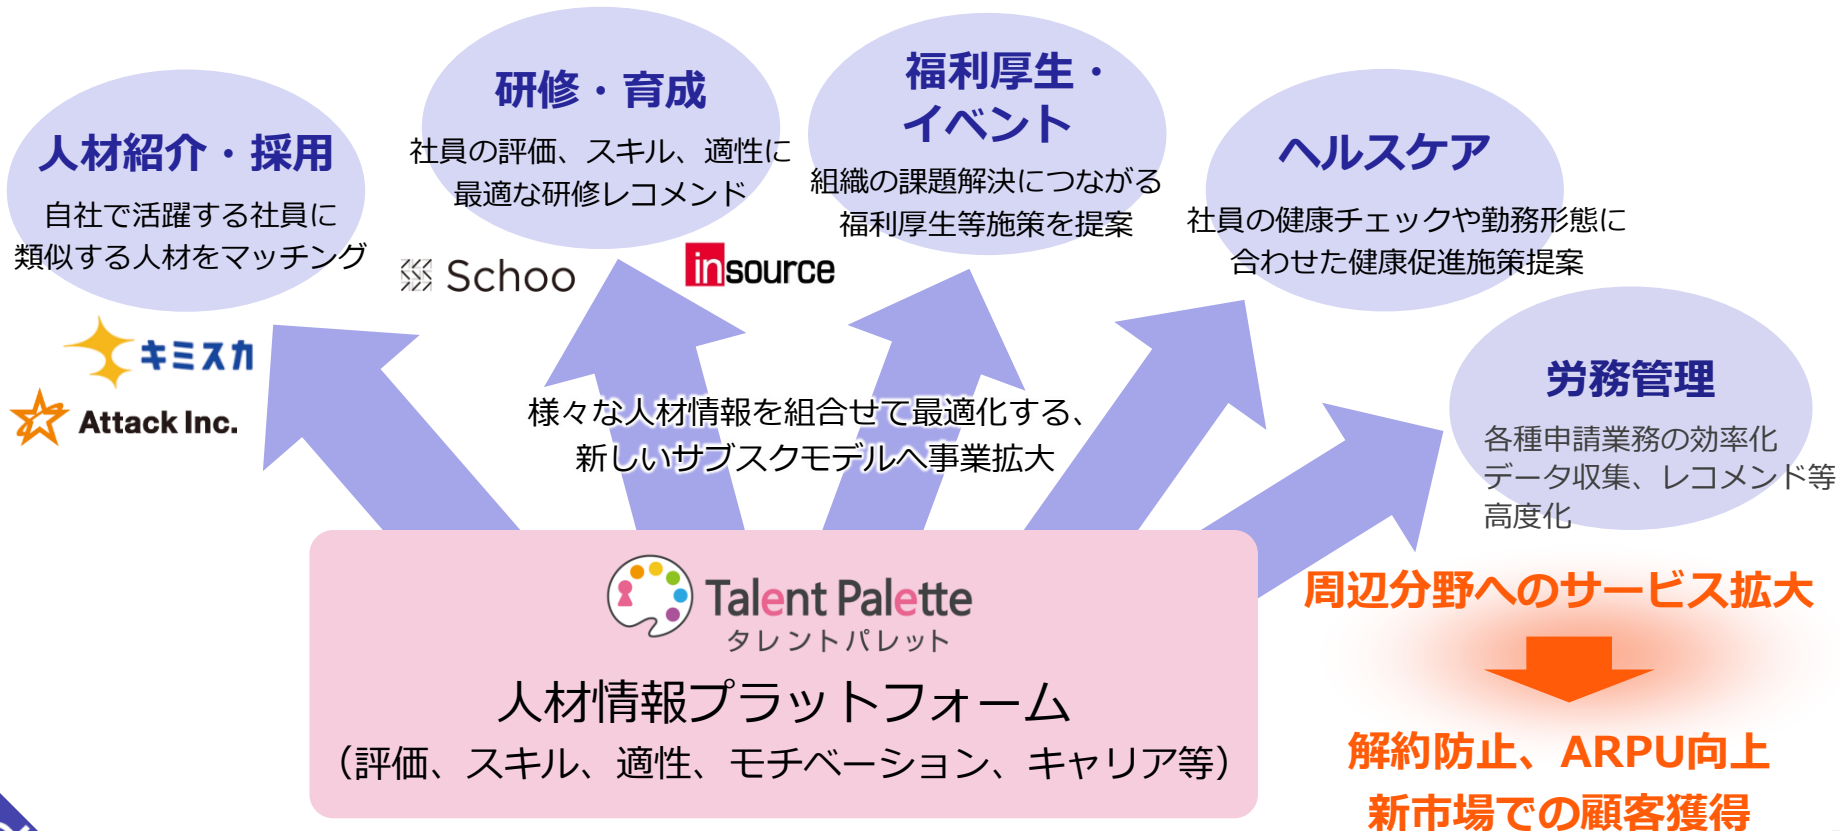 人材紹介・採用
自社で活躍する社員に
類似する人材をマッチング
キミスカ
Attack Inc.
研修・育成
社員の評価、スキル、適性に
最適な研修レコメンド
Schoo
insource
福利厚生・
イベント
組織の課題解決につながる
福利厚生等施策を提案
ヘルスケア
社員の健康チェックや勤務形態に
合わせた健康促進施策提案
労務管理
各種申請業務の効率化
データ収集、レコメンド等
高度化
様々な人材情報を組合せて最適化する、
新しいサブスクモデルへ事業拡大
Talent Palette
タレントパレット
人材情報プラットフォーム
（評価、スキル、適性、モチベーション、キャリア等）
周辺分野へのサービス拡大
解約防止、ARPU向上
新市場での顧客獲得